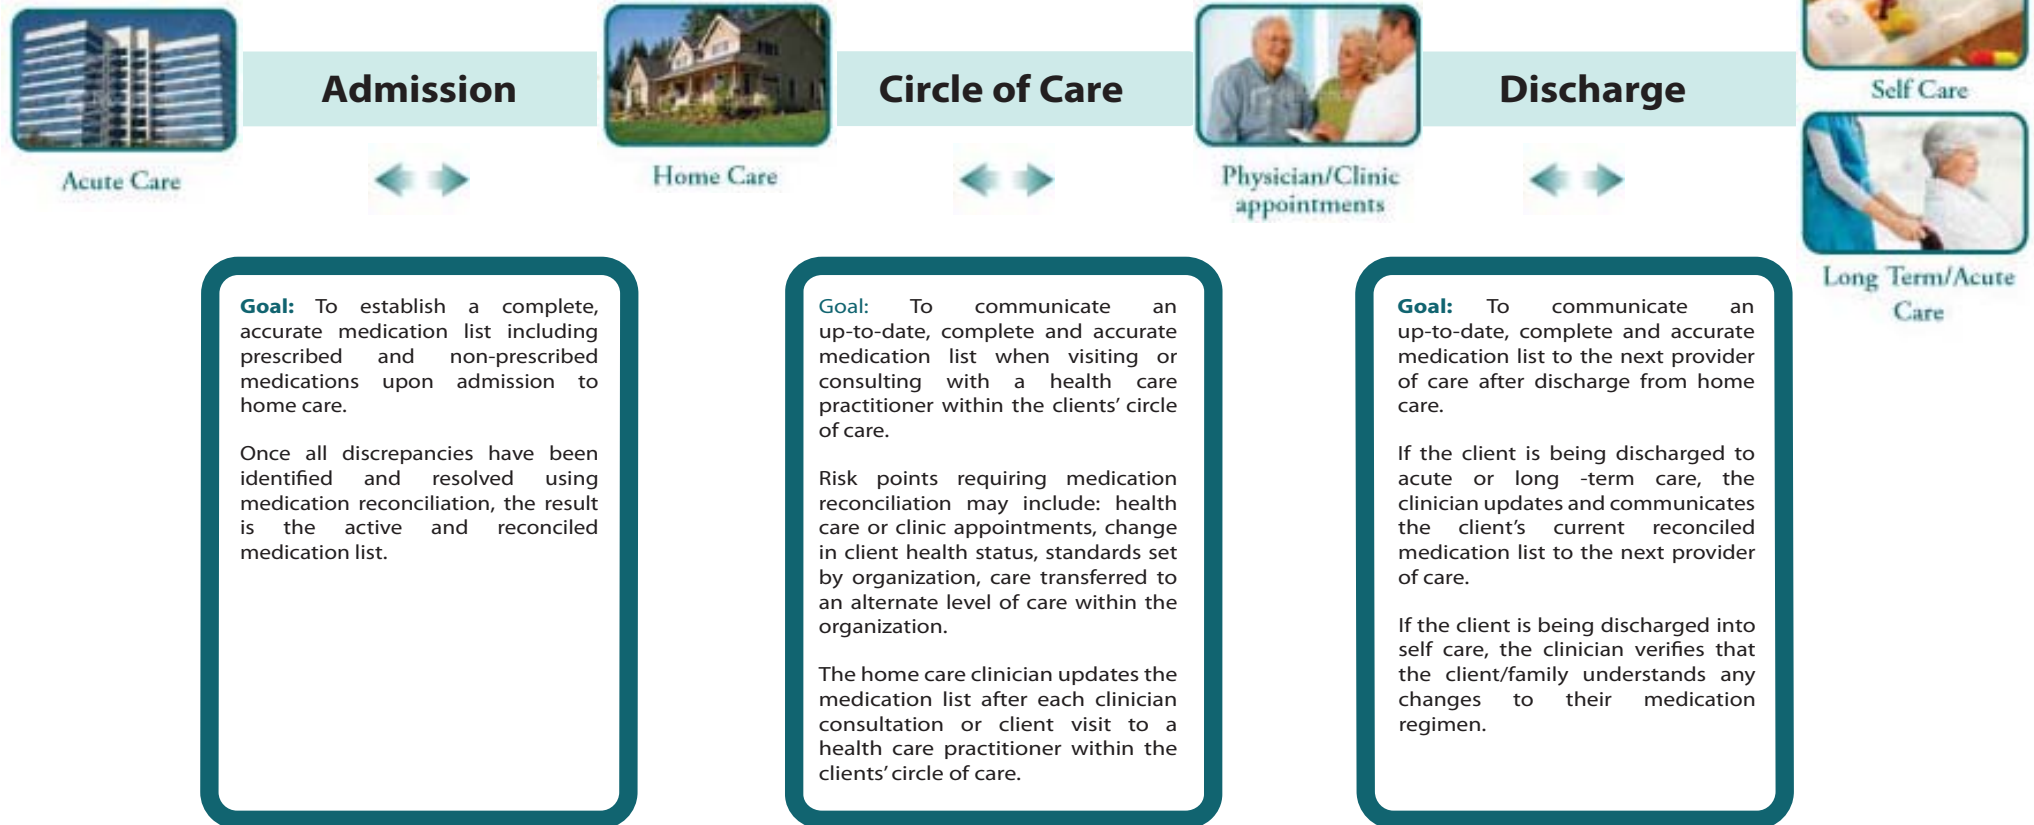 Admission
Circle of Care
Discharge
Self Care
Acute Care
Home Care
Physician/Clinic
appointments
Long Term/Acute
Care
Goal: To establish a complete,
accurate medication list including
prescribed and non-prescribed
medications upon admission to
home care.
Once all discrepancies have been
identified and resolved using
medication reconciliation, the result
is the active and reconciled
medication list.
Goal: To communicate an
up-to-date, complete and accurate
medication list when visiting or
consulting with a health care
practitioner within the clients’ circle
of care.
Risk points requiring medication
reconciliation may include: health
care or clinic appointments, change
in client health status, standards set
by organization, care transferred to
an alternate level of care within the
organization.
The home care clinician updates the
medication list after each clinician
consultation or client visit to a
health care practitioner within the
clients’ circle of care.
Goal: To communicate an
up-to-date, complete and accurate
medication list to the next provider
of care after discharge from home
care.
If the client is being discharged to
acute or long -term care, the
clinician updates and communicates
the client’s current reconciled
medication list to the next provider
of care.
If the client is being discharged into
self care, the clinician verifies that
the client/family understands any
changes to their medication
regimen.